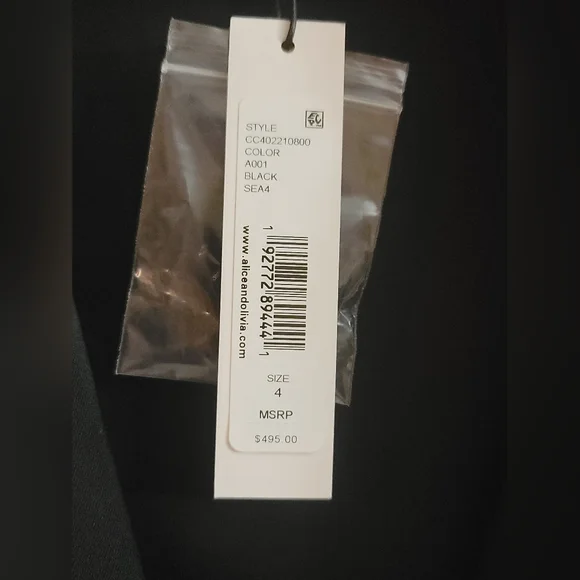 STYLE
CC402210800
COLOR
A001
BLACK
SEA4
www.aliceandolivia.com
1 92772 89444 1
SIZE
4
MSRP
$495.00